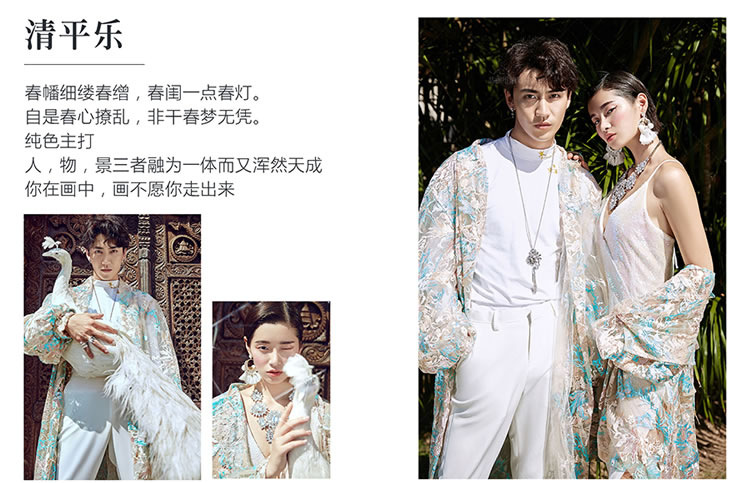 清平乐
春幡细缕春缯，春闺一点春灯。
自是春心撩乱，非干春梦无凭。
纯色主打
人，物，景三者融为一体而又浑然天成
你在画中，画不愿你走出来